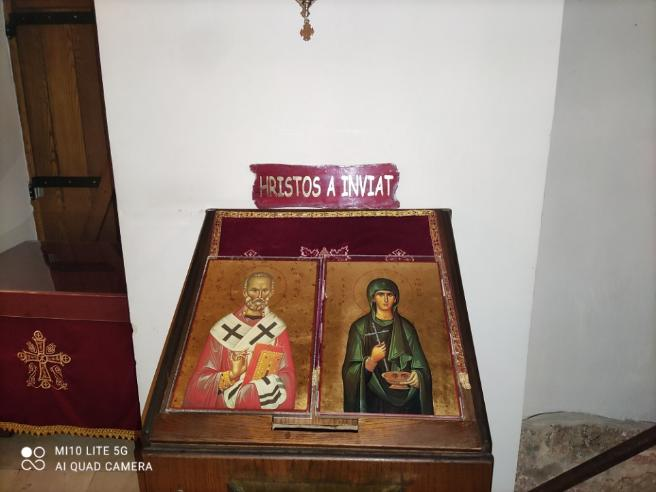 HRISTOS A INVIAT
MI10 LITE 5G
AI QUAD CAMERA